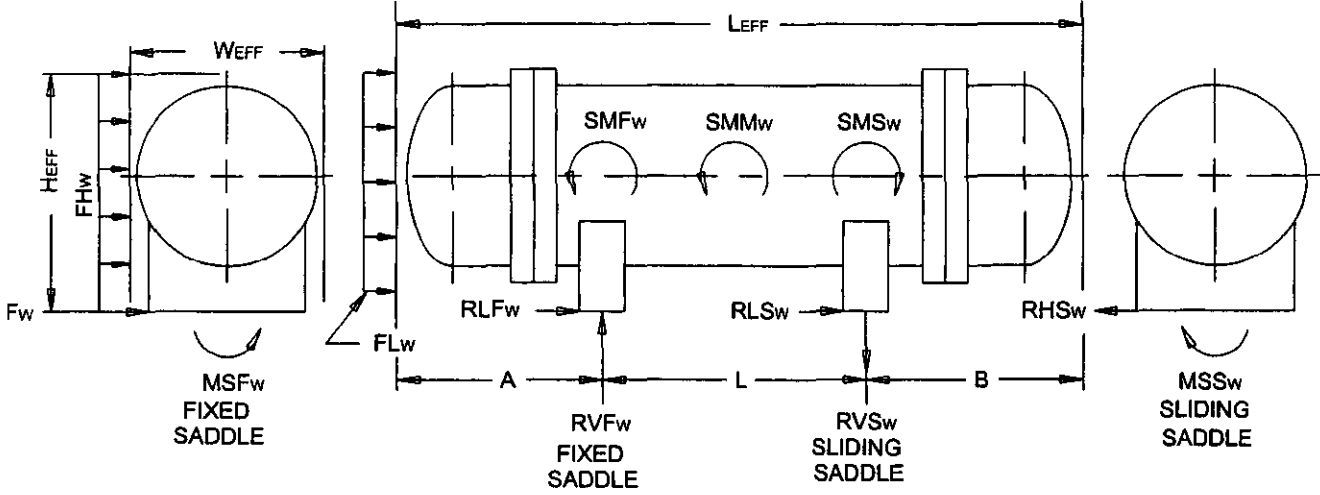 LEFF
WEFF
HEFF
FHW
SMFW
SMMW
SMSW
FW
RLFW
RLSW
RHSW
FLW
A
L
B
MSFW
FIXED
SADDLE
RVFW
FIXED
SADDLE
RVSW
SLIDING
SADDLE
MSSW
SLIDING
SADDLE